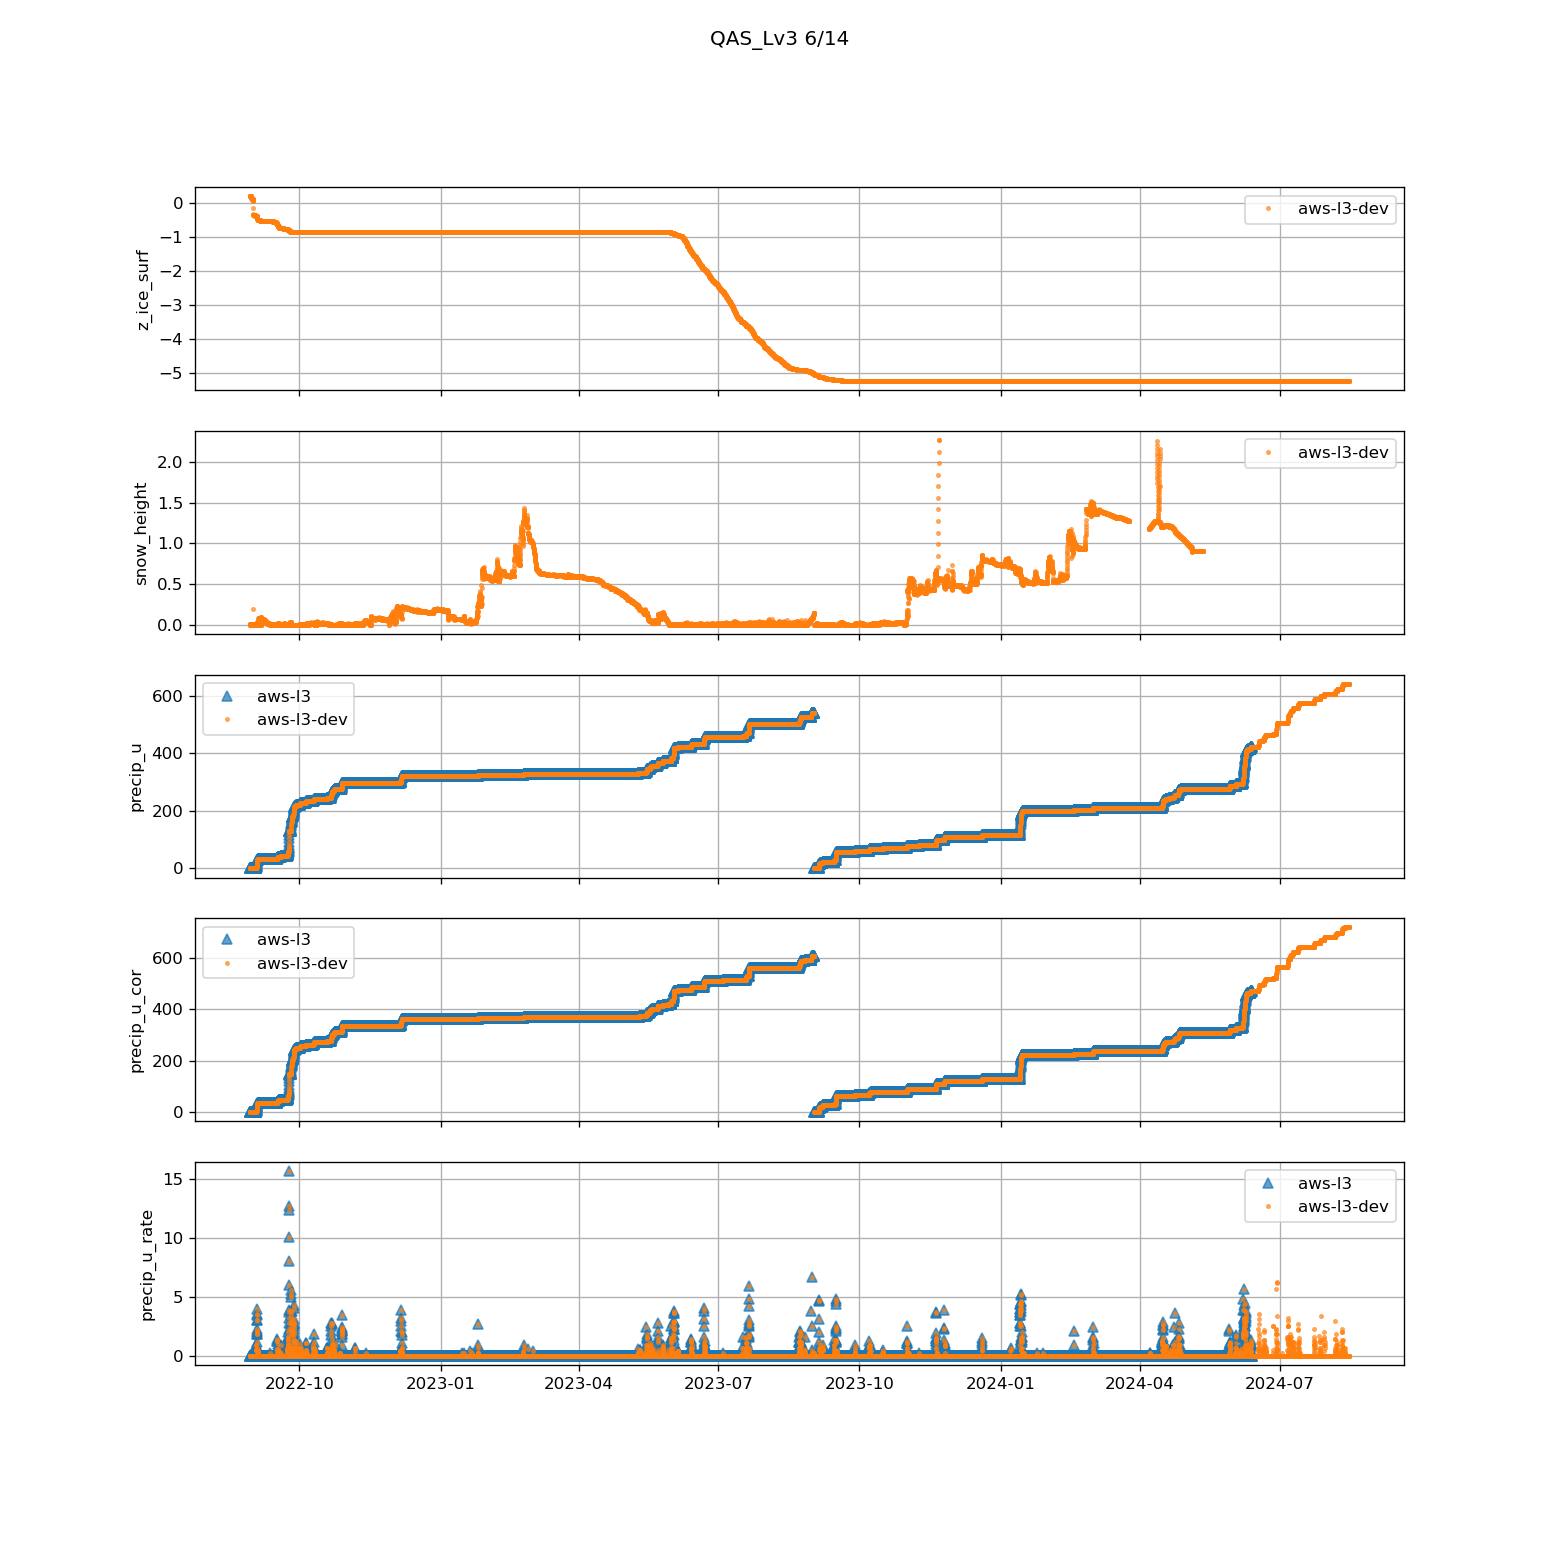 QAS_Lv3 6/14
z_ice_surf
0
−1
−2
−3
−4
−5
aws-l3-dev
snow_height
2.0
1.5
1.0
0.5
0.0
aws-l3-dev
precip_u
600
400
200
0
aws-l3
aws-l3-dev
precip_u_cor
600
400
200
0
aws-l3
aws-l3-dev
precip_u_rate
15
10
5
0
aws-l3
aws-l3-dev
2022-10 2023-01 2023-04 2023-07 2023-10 2024-01 2024-04 2024-07